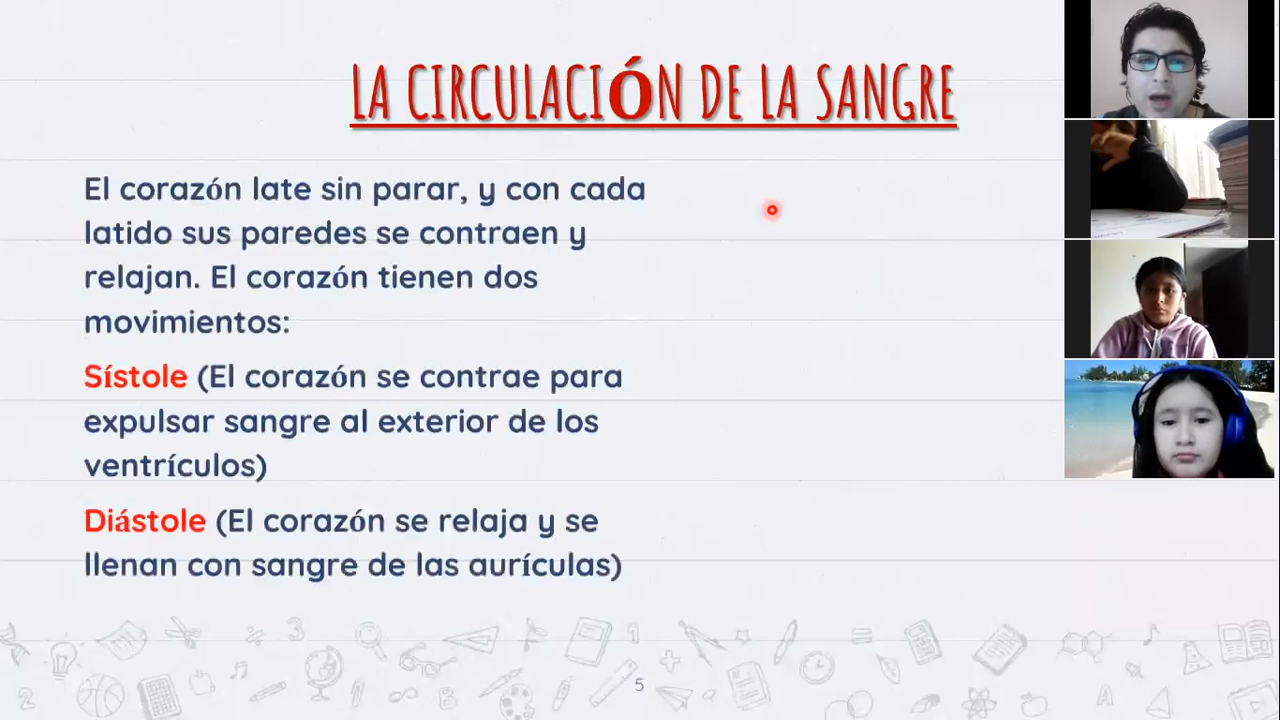 LA CIRCULACIÓN DE LA SANGRE
El corazón late sin parar, y con cada
latido sus paredes se contraen y
relajan. El corazón tienen dos
movimientos:
Sístole (El corazón se contrae para
expulsar sangre al exterior de los
ventrículos)
Diástole (El corazón se relaja y se
llenan con sangre de las aurículas)
5